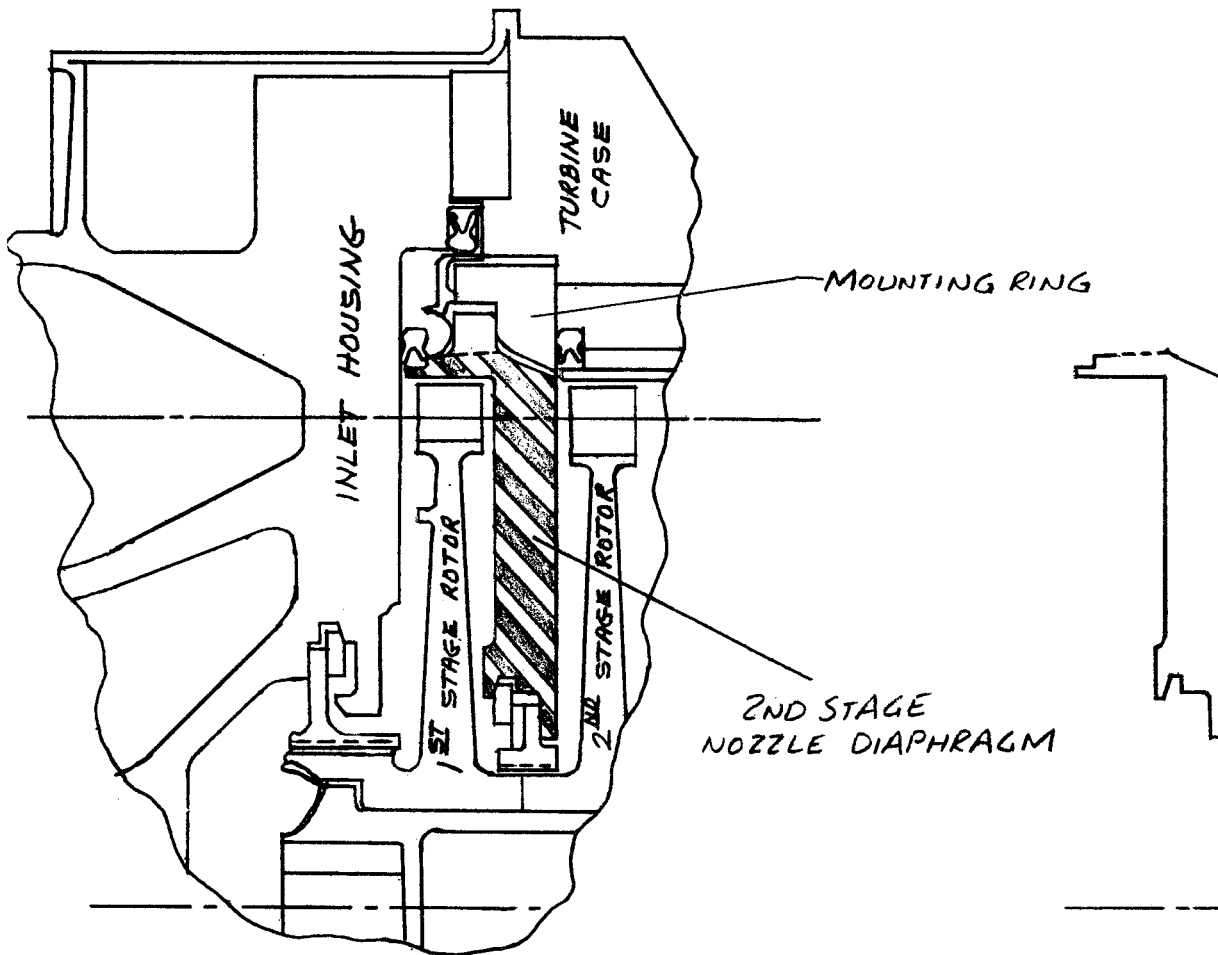 TURBINE
CASE
INLET HOUSING
MOUNTING RING
1ST STAGE ROTOR
2ND STAGE ROTOR
2ND STAGE
NOZZLE DIAPHRAGM